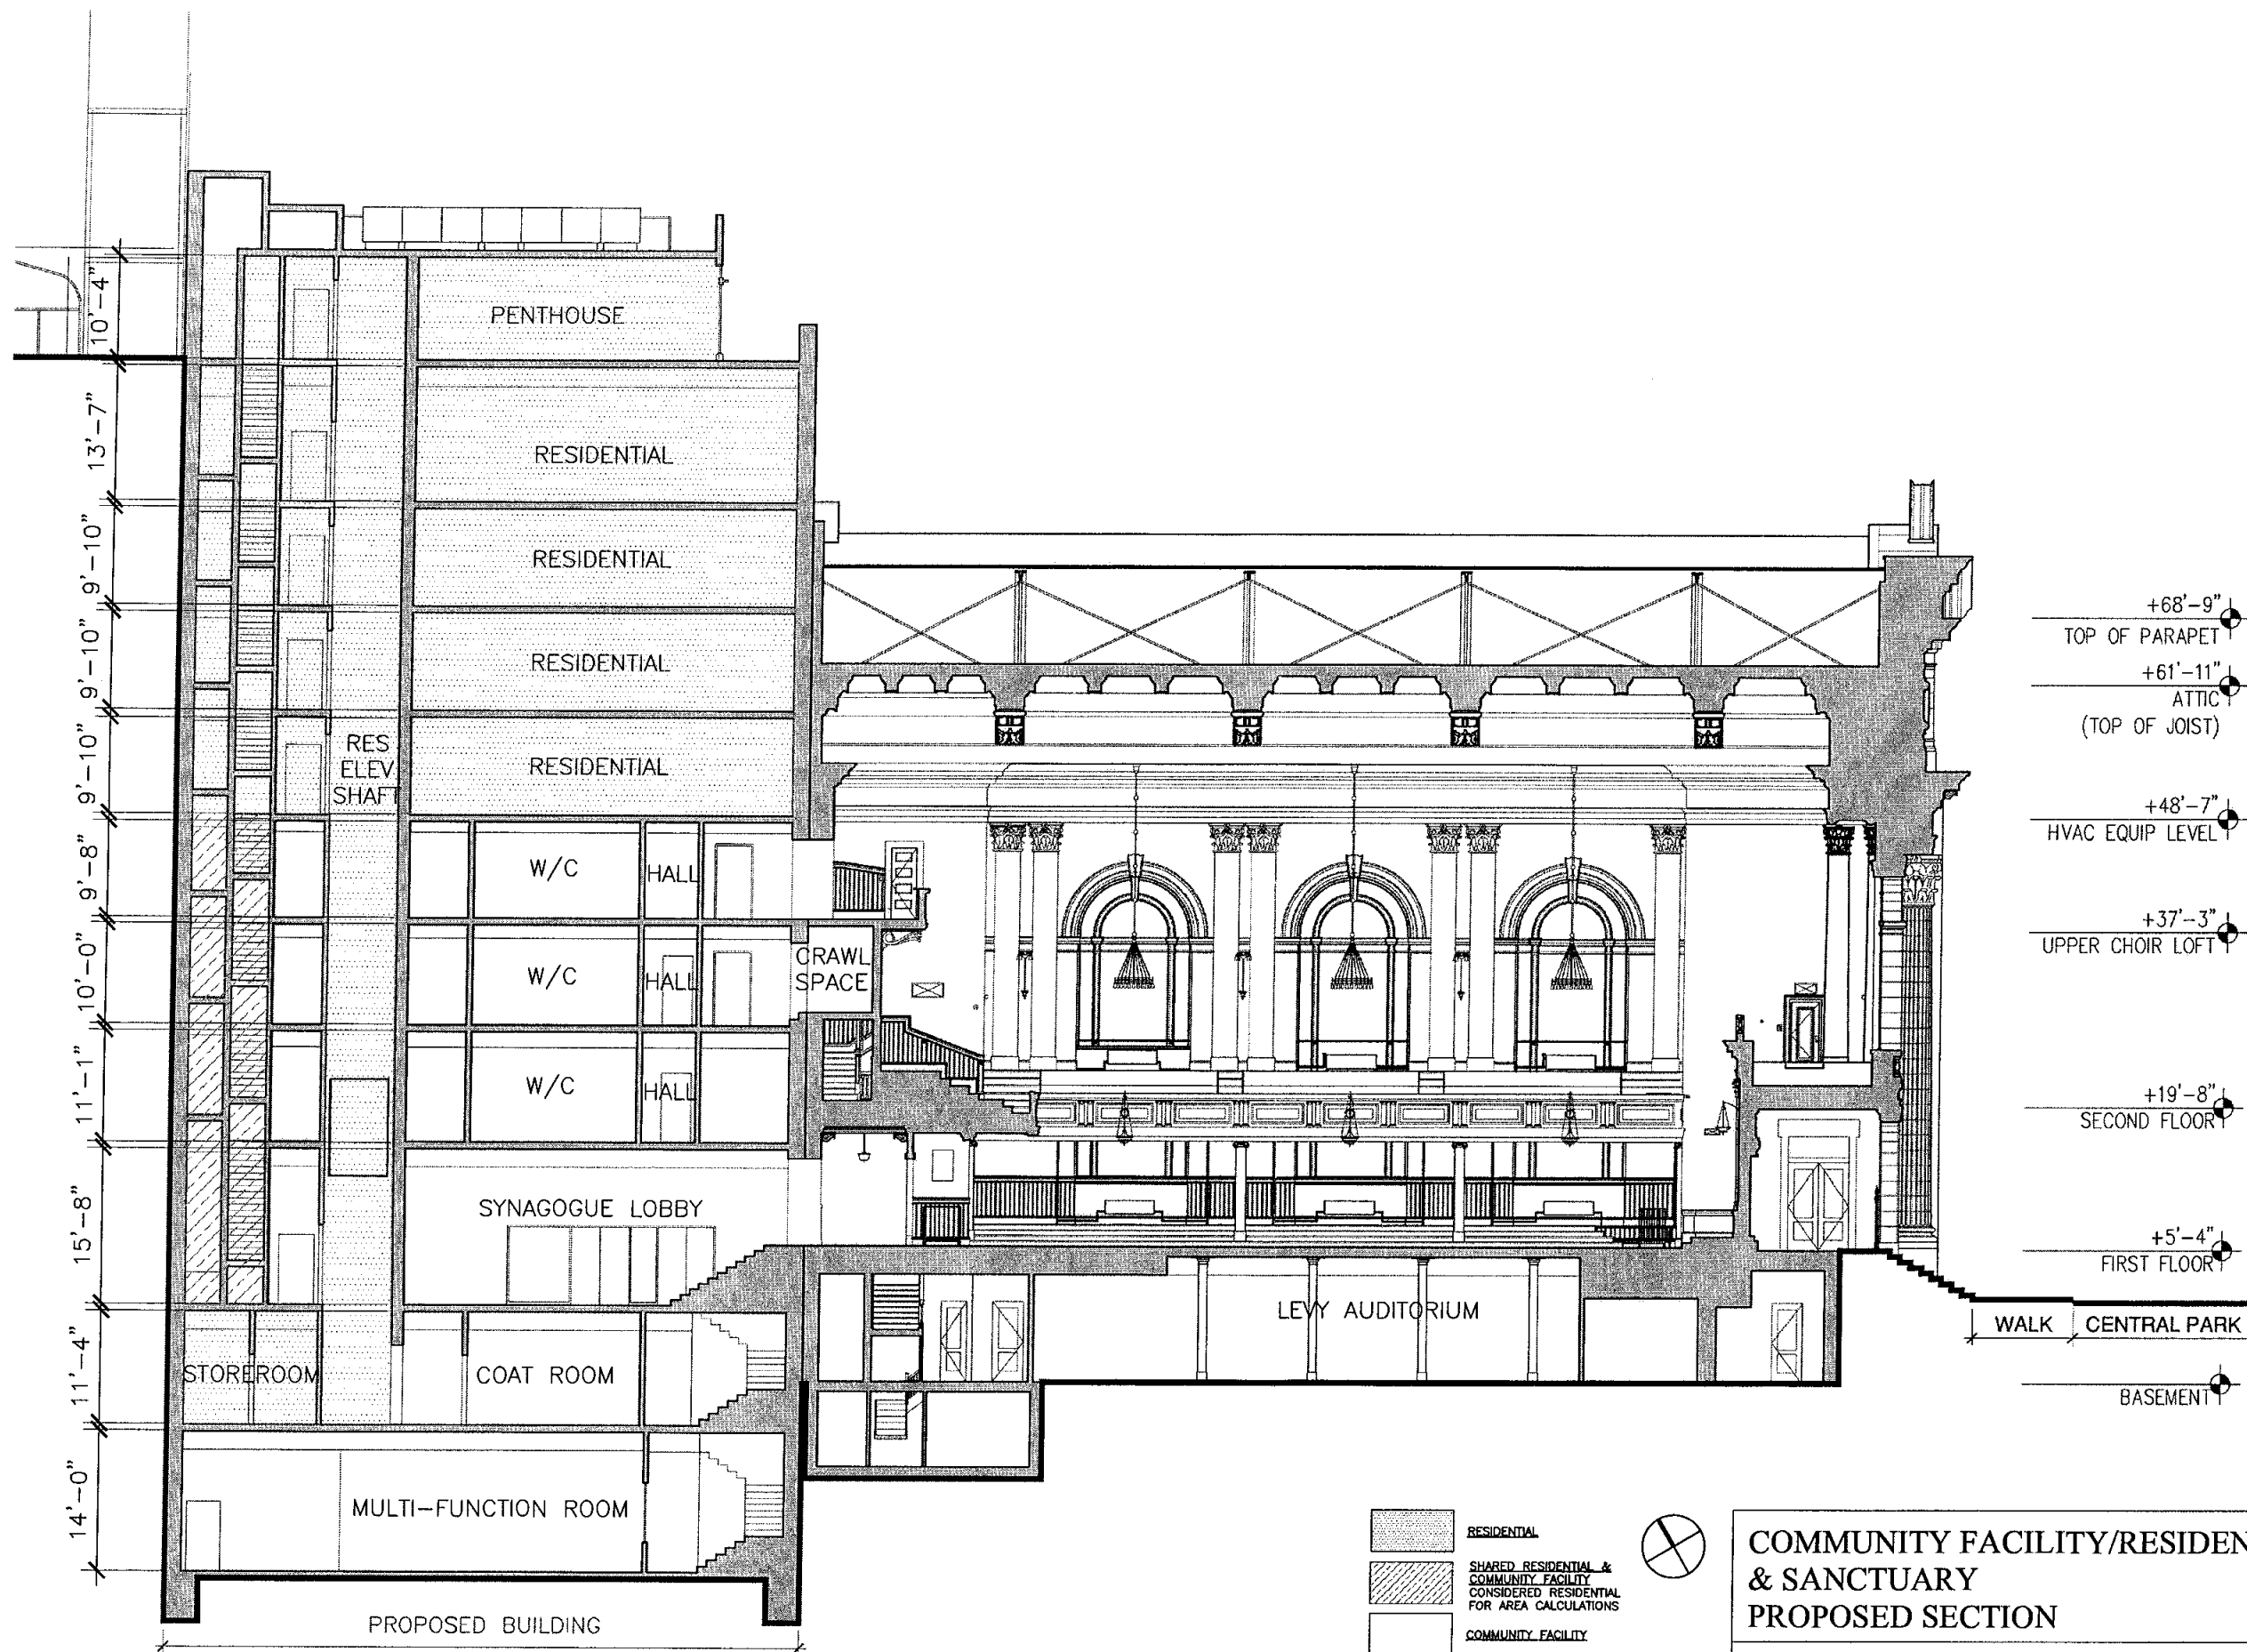 10'-4"
13'-7"
9'-10"
9'-10"
9'-10"
9'-8"
10'-0"
11'-1"
15'-8"
11'-4"
14'-0"
PENTHOUSE
RESIDENTIAL
RESIDENTIAL
RESIDENTIAL
RESIDENTIAL
RES
ELEV
SHAFT
W/C
HALL
W/C
HALL
CRAWL
SPACE
W/C
HALL
SYNAGOGUE LOBBY
STOREROOM
COAT ROOM
LEVY AUDITORIUM
MULTI-FUNCTION ROOM
PROPOSED BUILDING
+68'-9"
TOP OF PARAPET
+61'-11"
ATTIC
(TOP OF JOIST)
+48'-7"
HVAC EQUIP LEVEL
+37'-3"
UPPER CHOIR LOFT
+19'-8"
SECOND FLOOR
+5'-4"
FIRST FLOOR
WALK
CENTRAL PARK
BASEMENT
RESIDENTIAL
SHARED RESIDENTIAL &
COMMUNITY FACILITY
CONSIDERED RESIDENTIAL
FOR AREA CALCULATIONS
COMMUNITY FACILITY
COMMUNITY FACILITY/RESIDEN
& SANCTUARY
PROPOSED SECTION